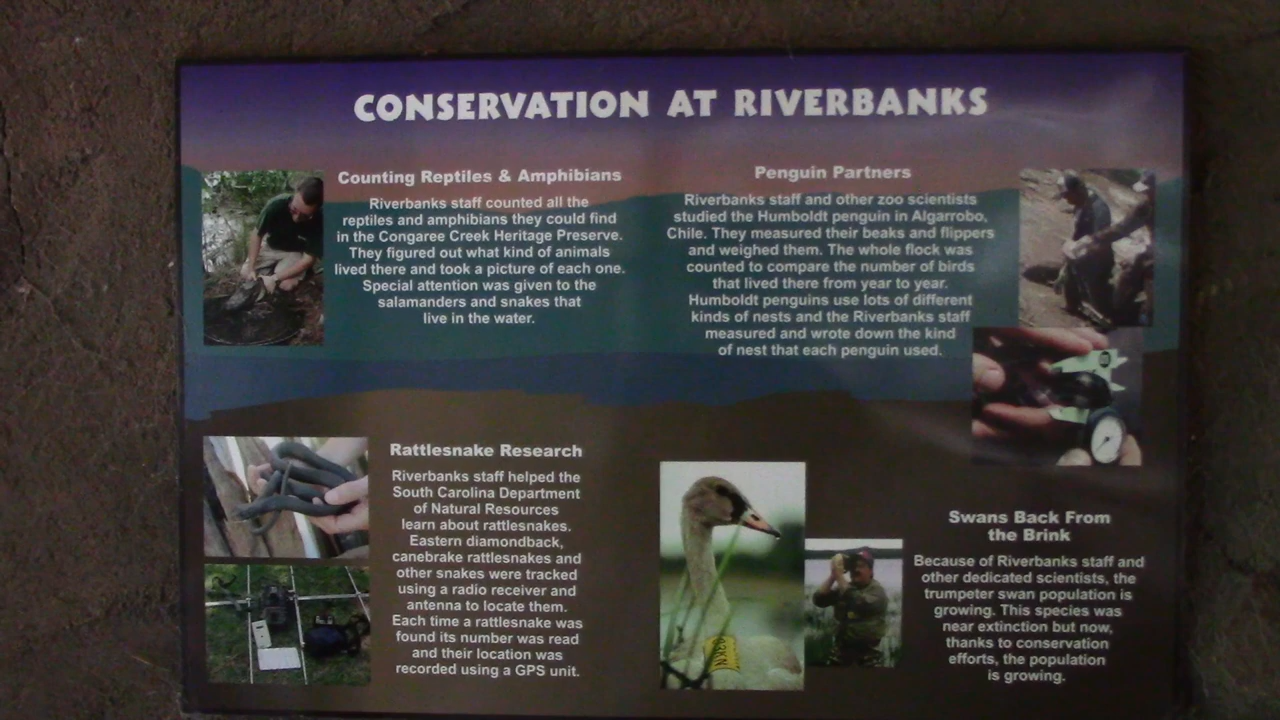 CONSERVATION AT RIVERBANKS
Counting Reptiles & Amphibians
Riverbanks staff counted all the
reptiles and amphibians they could find
in the Congaree Creek Heritage Preserve.
They figured out what kind of animals
lived there and took a picture of each one.
Special attention was given to the
salamanders and snakes that
live in the water.
Penguin Partners
Riverbanks staff and other zoo scientists
studied the Humboldt penguin in Algarrobo,
Chile. They measured their beaks and flippers
and weighed them. The whole flock was
counted to compare the number of birds
that lived there from year to year.
Humboldt penguins use lots of different
kinds of nests and the Riverbanks staff
measured and wrote down the kind
of nest that each penguin used.
Rattlesnake Research
Riverbanks staff helped the
South Carolina Department
of Natural Resources
learn about rattlesnakes.
Eastern diamondback,
canebrake rattlesnakes and
other snakes were tracked
using a radio receiver and
antenna to locate them.
Each time a rattlesnake was
found its number was read
and their location was
recorded using a GPS unit.
Swans Back From
the Brink
Because of Riverbanks staff and
other dedicated scientists, the
trumpeter swan population is
growing. This species was
near extinction but now,
thanks to conservation
efforts, the population
is growing.